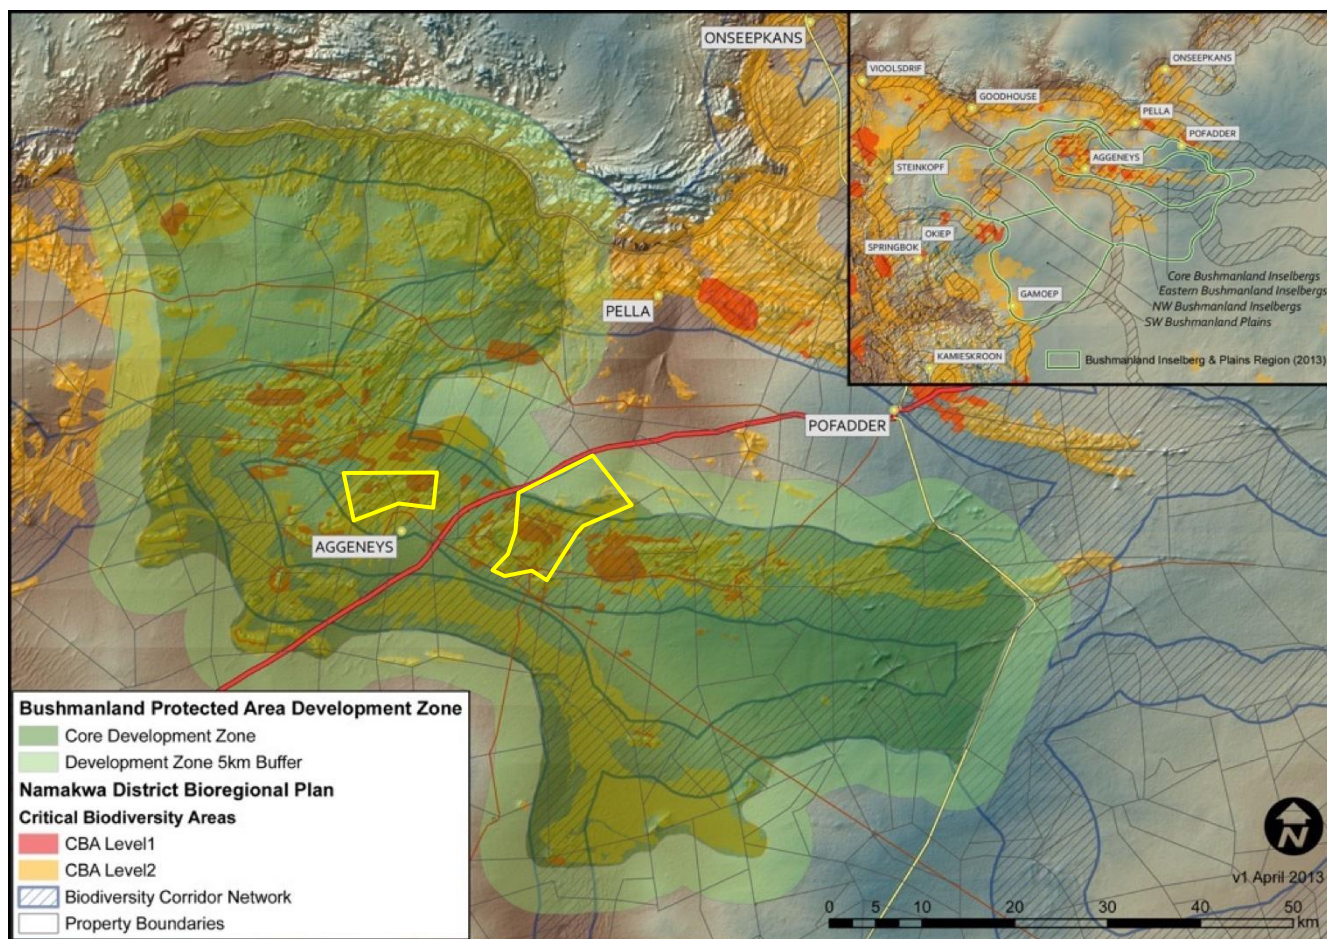 ONSEEPKANS
PELLA
POFADDER
AGGENEYS
VIOOLSDRIF
GOODHOUSE
ONSEEPKANS
PELLA
POFADDER
STEINKOPF
AGGENEYS
OKIEP
SPRINGBOK
GAMOEP
KAMIESKROON
Core Bushmanland Inselbergs
Eastern Bushmanland Inselbergs
NW Bushmanland Inselbergs
SW Bushmanland Plains
Bushmanland Inselberg & Plains Region (2013)
Bushmanland Protected Area Development Zone
Core Development Zone
Development Zone 5km Buffer
Namakwa District Bioregional Plan
Critical Biodiversity Areas
CBA Level1
CBA Level2
Biodiversity Corridor Network
Property Boundaries
N
v1 April 2013
0 5 10 20 30 40 50
km